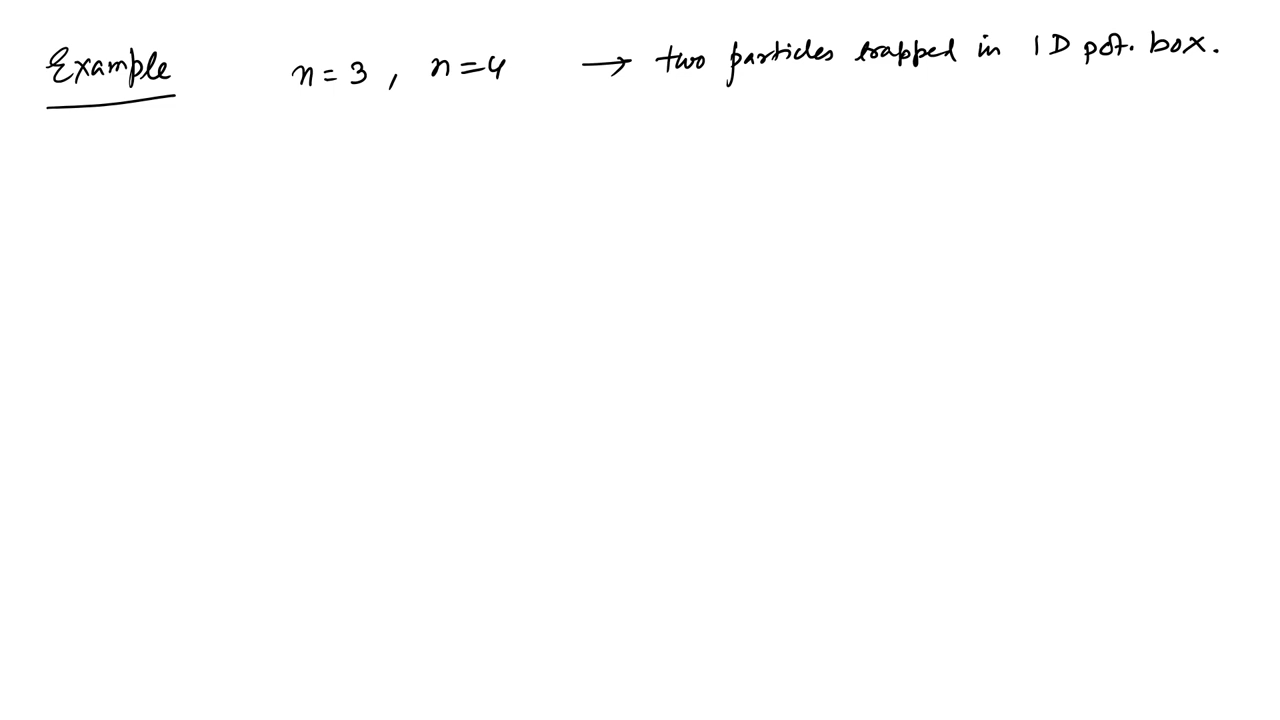 Example n = 3 , n = 4 → two particles trapped in 1D pot. box.